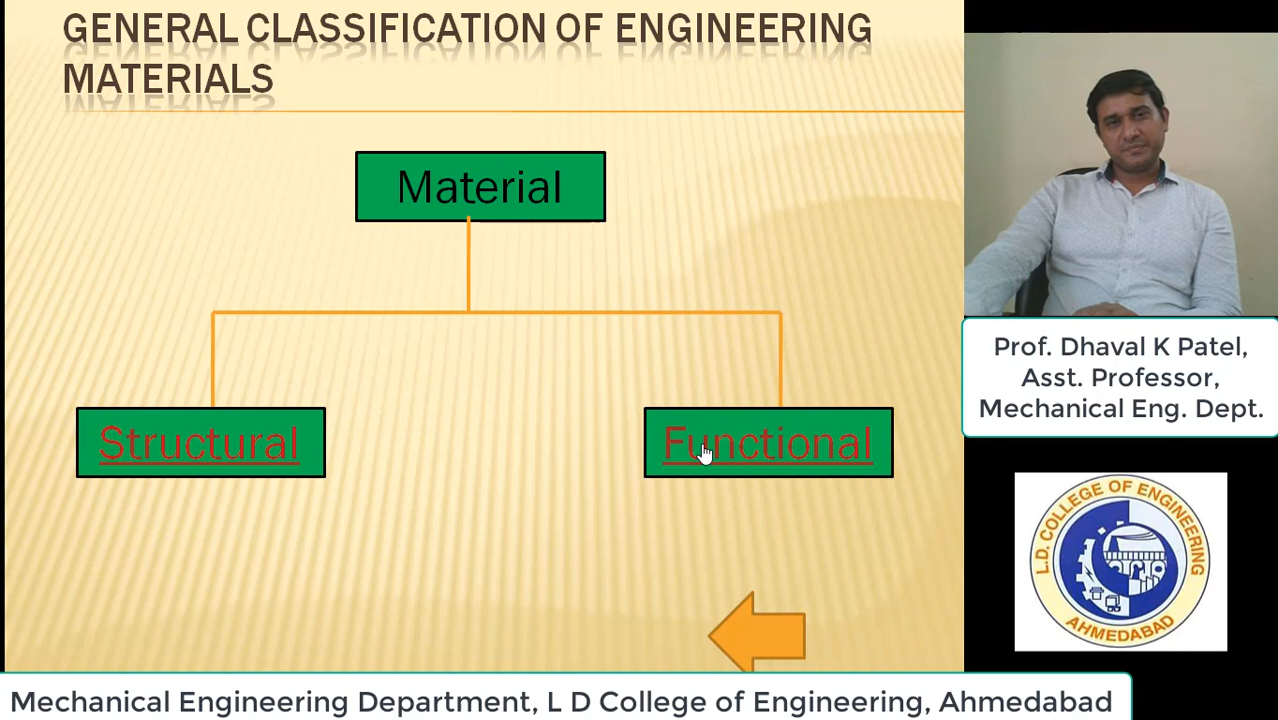 GENERAL CLASSIFICATION OF ENGINEERING
MATERIALS
Material
Structural
Functional
Prof. Dhaval K Patel,
Asst. Professor,
Mechanical Eng. Dept.
L.D. COLLEGE OF ENGINEERING
AHMEDABAD
Mechanical Engineering Department, L D College of Engineering, Ahmedabad